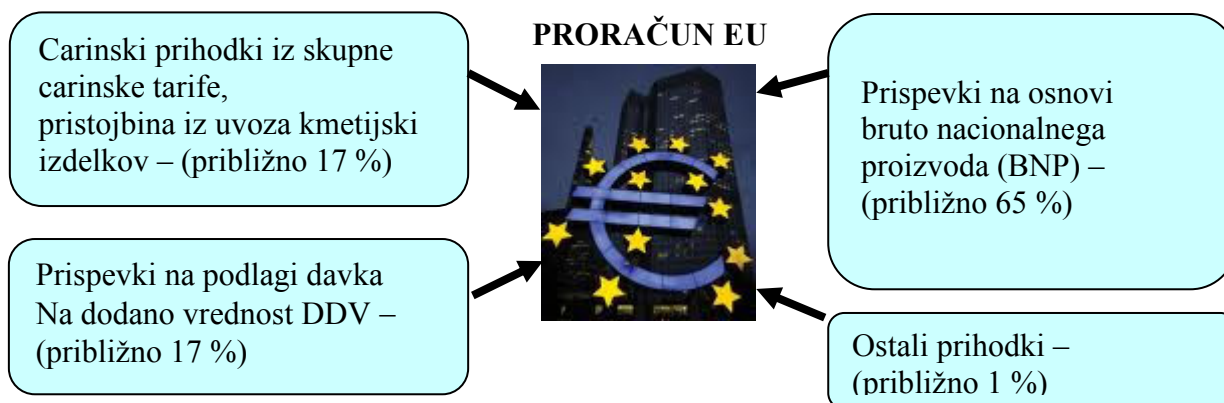 PRORAČUN EU
Carinski prihodki iz skupne
carinske tarife,
pristojbina iz uvoza kmetijski
izdelkov – (približno 17 %)
Prispevki na osnovi
bruto nacionalnega
proizvoda (BNP) –
(približno 65 %)
Prispevki na podlagi davka
Na dodano vrednost DDV –
(približno 17 %)
Ostali prihodki –
(približno 1 %)